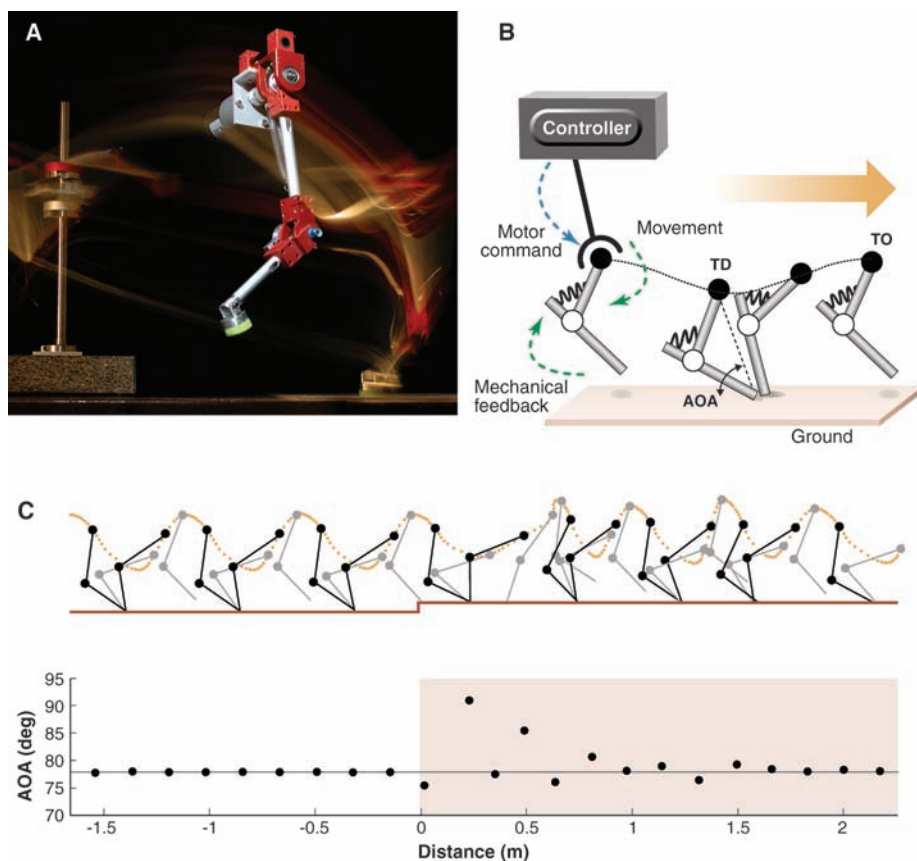 A
B
Controller
Motor
command
Movement
TD
TO
Mechanical
feedback
AOA
Ground
C
AOA (deg)
95
90
85
80
75
70
-1.5
-1
-0.5
0
0.5
1
1.5
2
Distance (m)